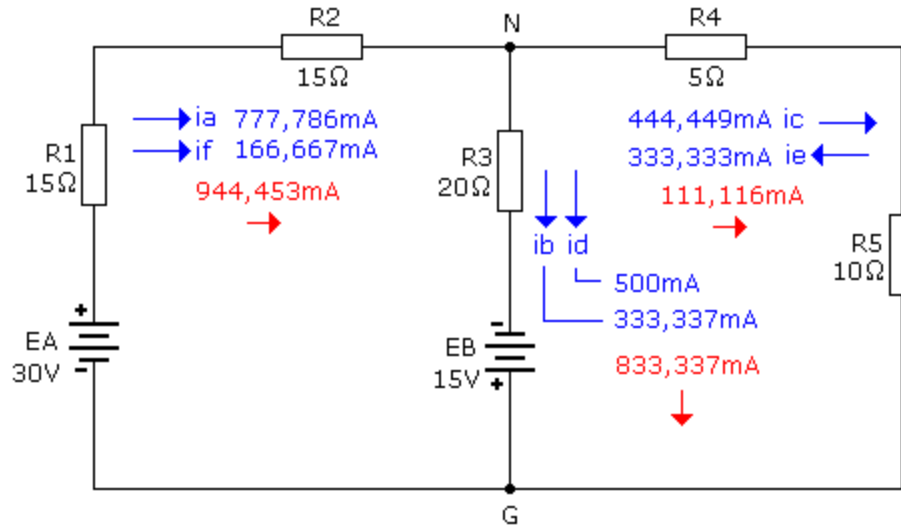 N
R2
15Ω
R4
5Ω
ia 777,786mA
if 166,667mA
944,453mA
R1
15Ω
R3
20Ω
444,449mA ic
333,333mA ie
111,116mA
ib id
R5
10Ω
500mA
333,337mA
833,337mA
+
EA
30V
-
-
EB
15V
+
G